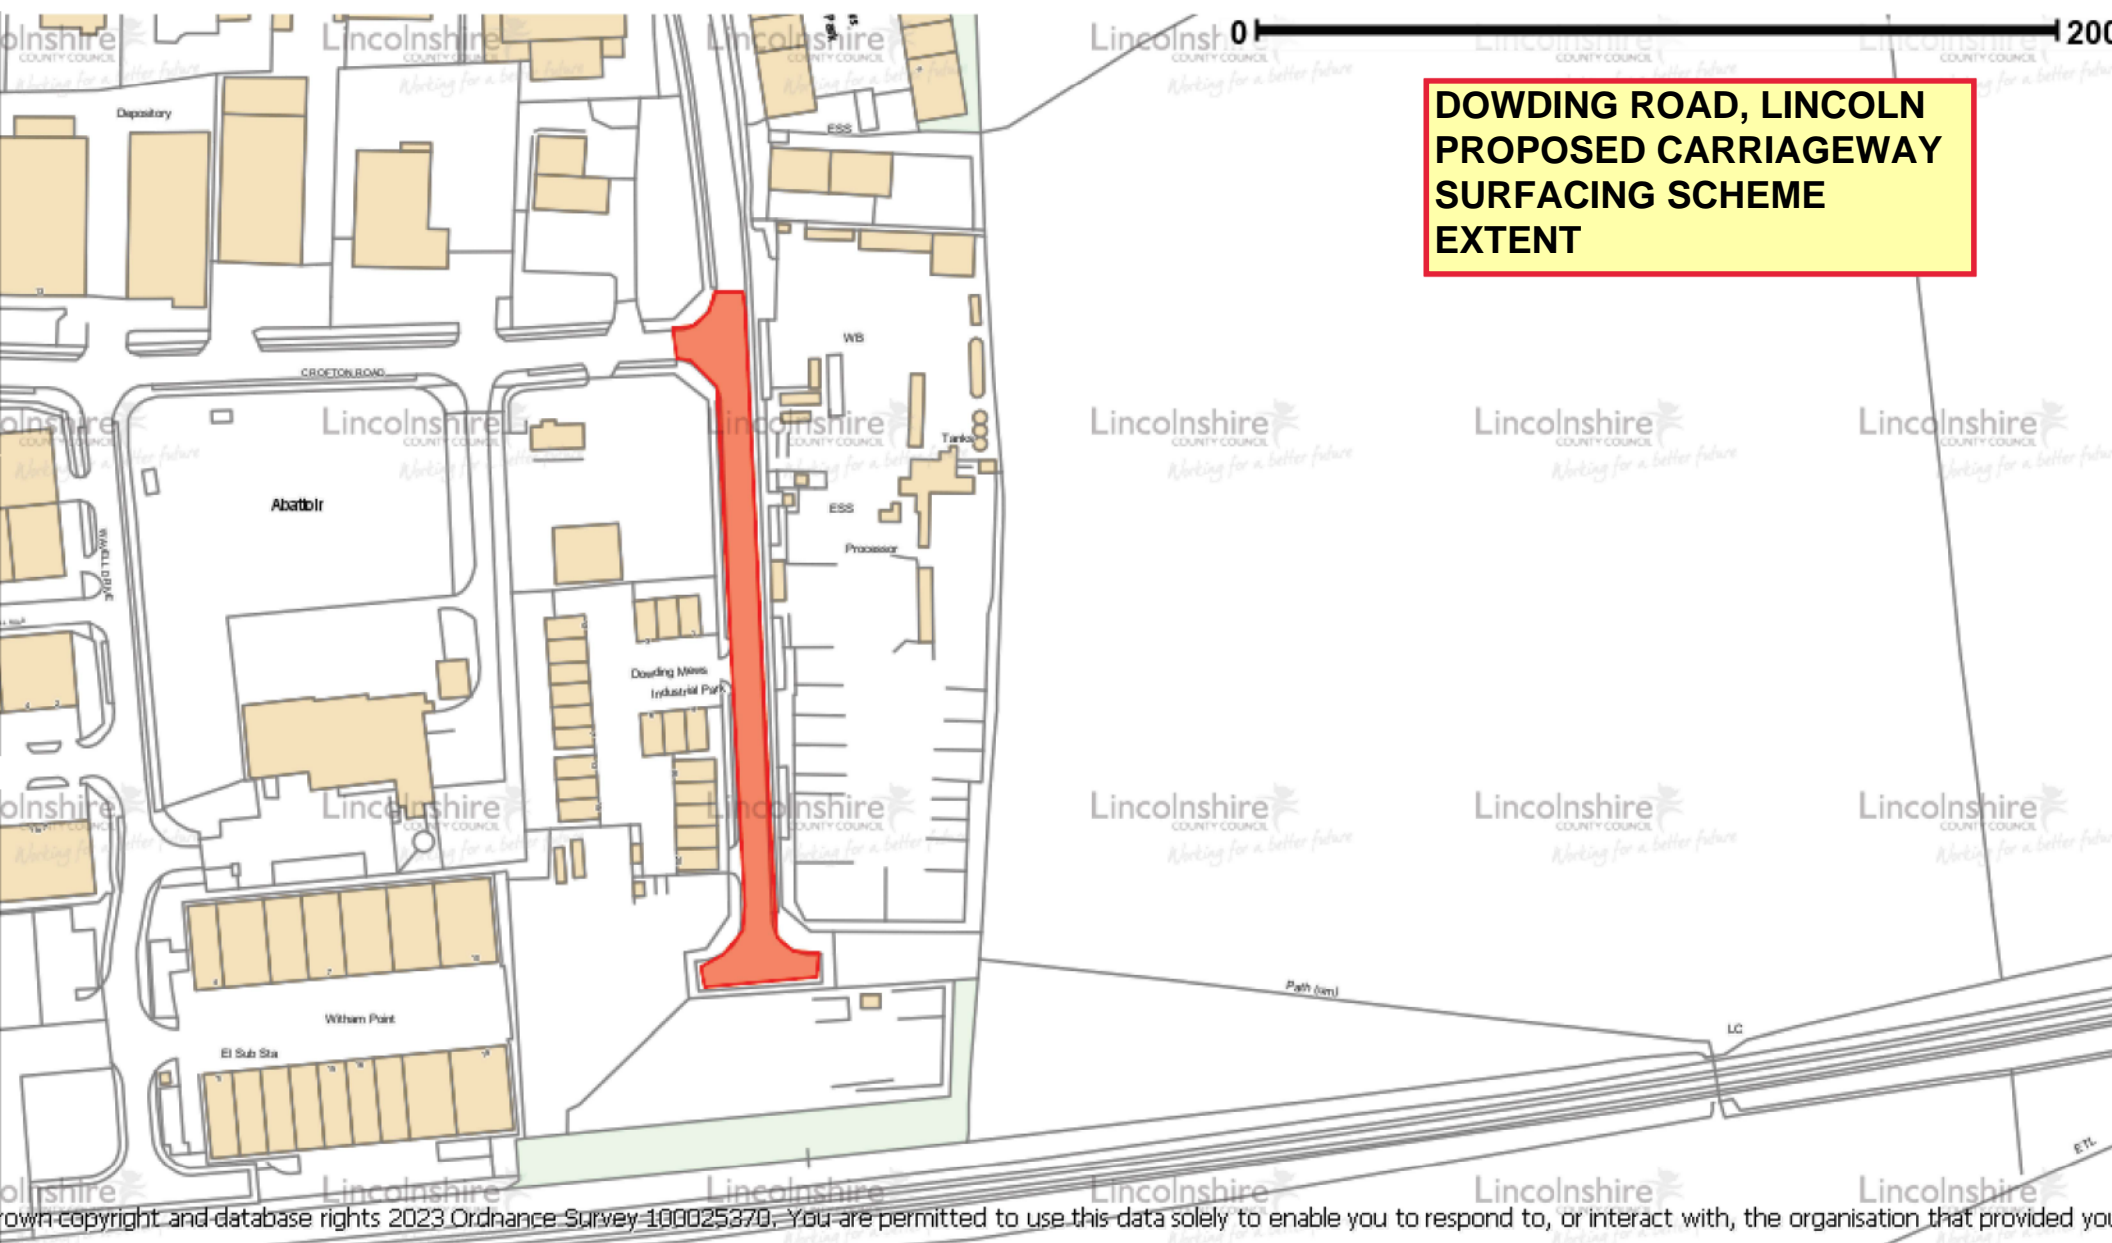 0 200
DOWDING ROAD, LINCOLN
PROPOSED CARRIAGEWAY
SURFACING SCHEME
EXTENT
Depository
ESS
WB
CROFTON ROAD
Tanks
Abattoir
ESS
Processor
Dowding Mews
Industrial Park
Path (um)
LC
Witham Point
El Sub Sta
ETL
Lincolnshire
COUNTY COUNCIL
Working for a better future
rown copyright and database rights 2023 Ordnance Survey 100025370. You are permitted to use this data solely to enable you to respond to, or interact with, the organisation that provided you